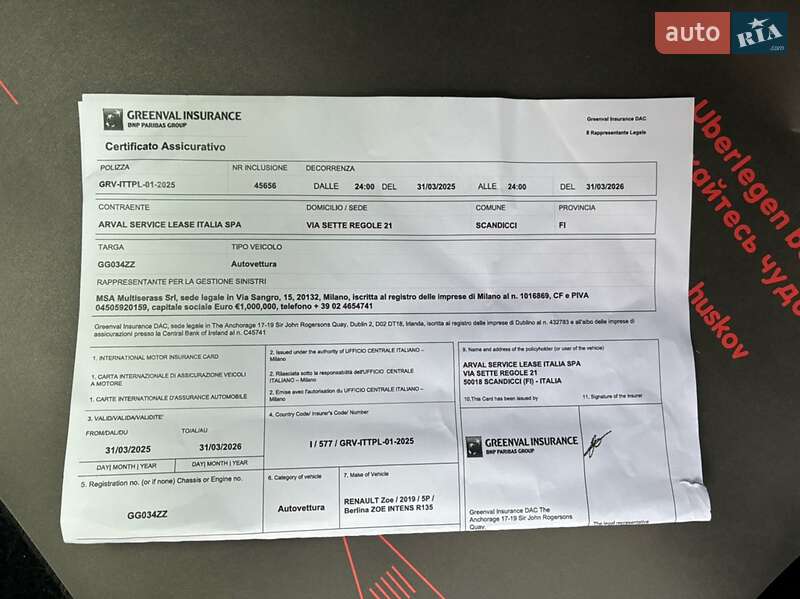 auto RIA .com
GREENVAL INSURANCE
BNP PARIBAS GROUP
Greenval Insurance DAC
Il Rappresentante Legale
Certificato Assicurativo
POLIZZA NR INCLUSIONE DECORRENZA
GRV-ITTPL-01-2025 45656 DALLE 24:00 DEL 31/03/2025 ALLE 24:00 DEL 31/03/2026
CONTRAENTE DOMICILIO / SEDE COMUNE PROVINCIA
ARVAL SERVICE LEASE ITALIA SPA VIA SETTE REGOLE 21 SCANDICCI FI
TARGA TIPO VEICOLO
GG034ZZ Autovettura
RAPPRESENTANTE PER LA GESTIONE SINISTRI
MSA Multiserass Srl, sede legale in Via Sangro, 15, 20132, Milano, iscritta al registro delle imprese di Milano al n. 1016869, CF e PIVA
04505920159, capitale sociale Euro €1,000,000, telefono + 39 02 4654741
Greenval Insurance DAC, sede legale in The Anchorage 17-19 Sir John Rogersons Quay, Dublin 2, D02 DT18, Irlanda, iscritta al registro delle imprese di Dublino al n. 432783 e all'albo delle imprese di
assicurazioni presso la Central Bank of Ireland al n. C45741
1. INTERNATIONAL MOTOR INSURANCE CARD
1. CARTA INTERNAZIONALE DI ASSICURAZIONE VEICOLI
A MOTORE
1. CARTE INTERNATIONALE D'ASSURANCE AUTOMOBILE
2. Issued under the authority of UFFICIO CENTRALE ITALIANO –
Milano
2. Rilasciata sotto la responsabilità dell'UFFICIO CENTRALE
ITALIANO – Milano
2. Emise avec l'autorisation du UFFICIO CENTRALE ITALIANO –
Milano
9. Name and address of the policyholder (or user of the vehicle)
ARVAL SERVICE LEASE ITALIA SPA
VIA SETTE REGOLE 21
50018 SCANDICCI (FI) - ITALIA
10.This Card has been issued by 11. Signature of the Insurer
3. VALID/VALIDA/VALIDITE'
FROM/DAL/DU TO/AL/AU
31/03/2025 31/03/2026
DAY| MONTH | YEAR DAY| MONTH | YEAR
4. Country Code/ Insurer's Code/ Number
I / 577 / GRV-ITTPL-01-2025
5. Registration no. (or if none) Chassis or Engine no.
GG034ZZ
6. Category of vehicle
Autovettura
7. Make of Vehicle
RENAULT Zoe / 2019 / 5P /
Berlina ZOE INTENS R135
GREENVAL INSURANCE
BNP PARIBAS GROUP
Greenval Insurance DAC The
Anchorage 17-19 Sir John Rogersons
Quay,
The legal representative
Uberlegen
huskov